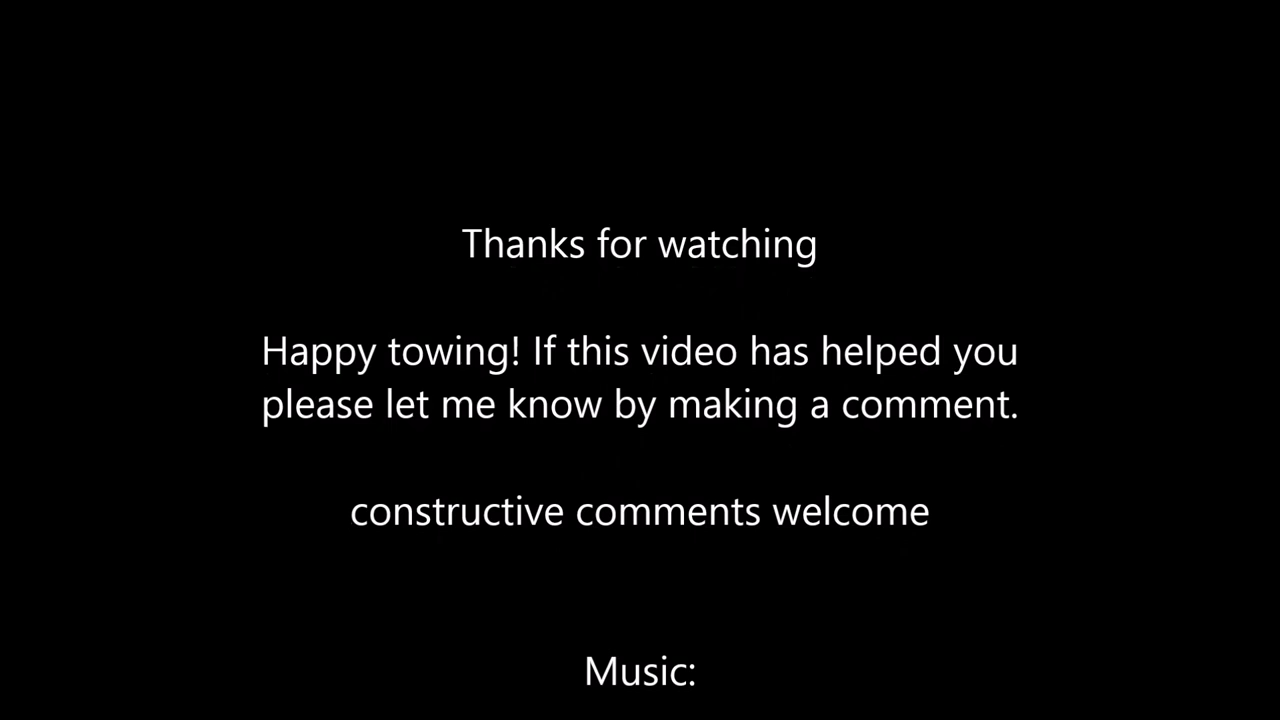 Thanks for watching
Happy towing! If this video has helped you
please let me know by making a comment.
constructive comments welcome
Music: